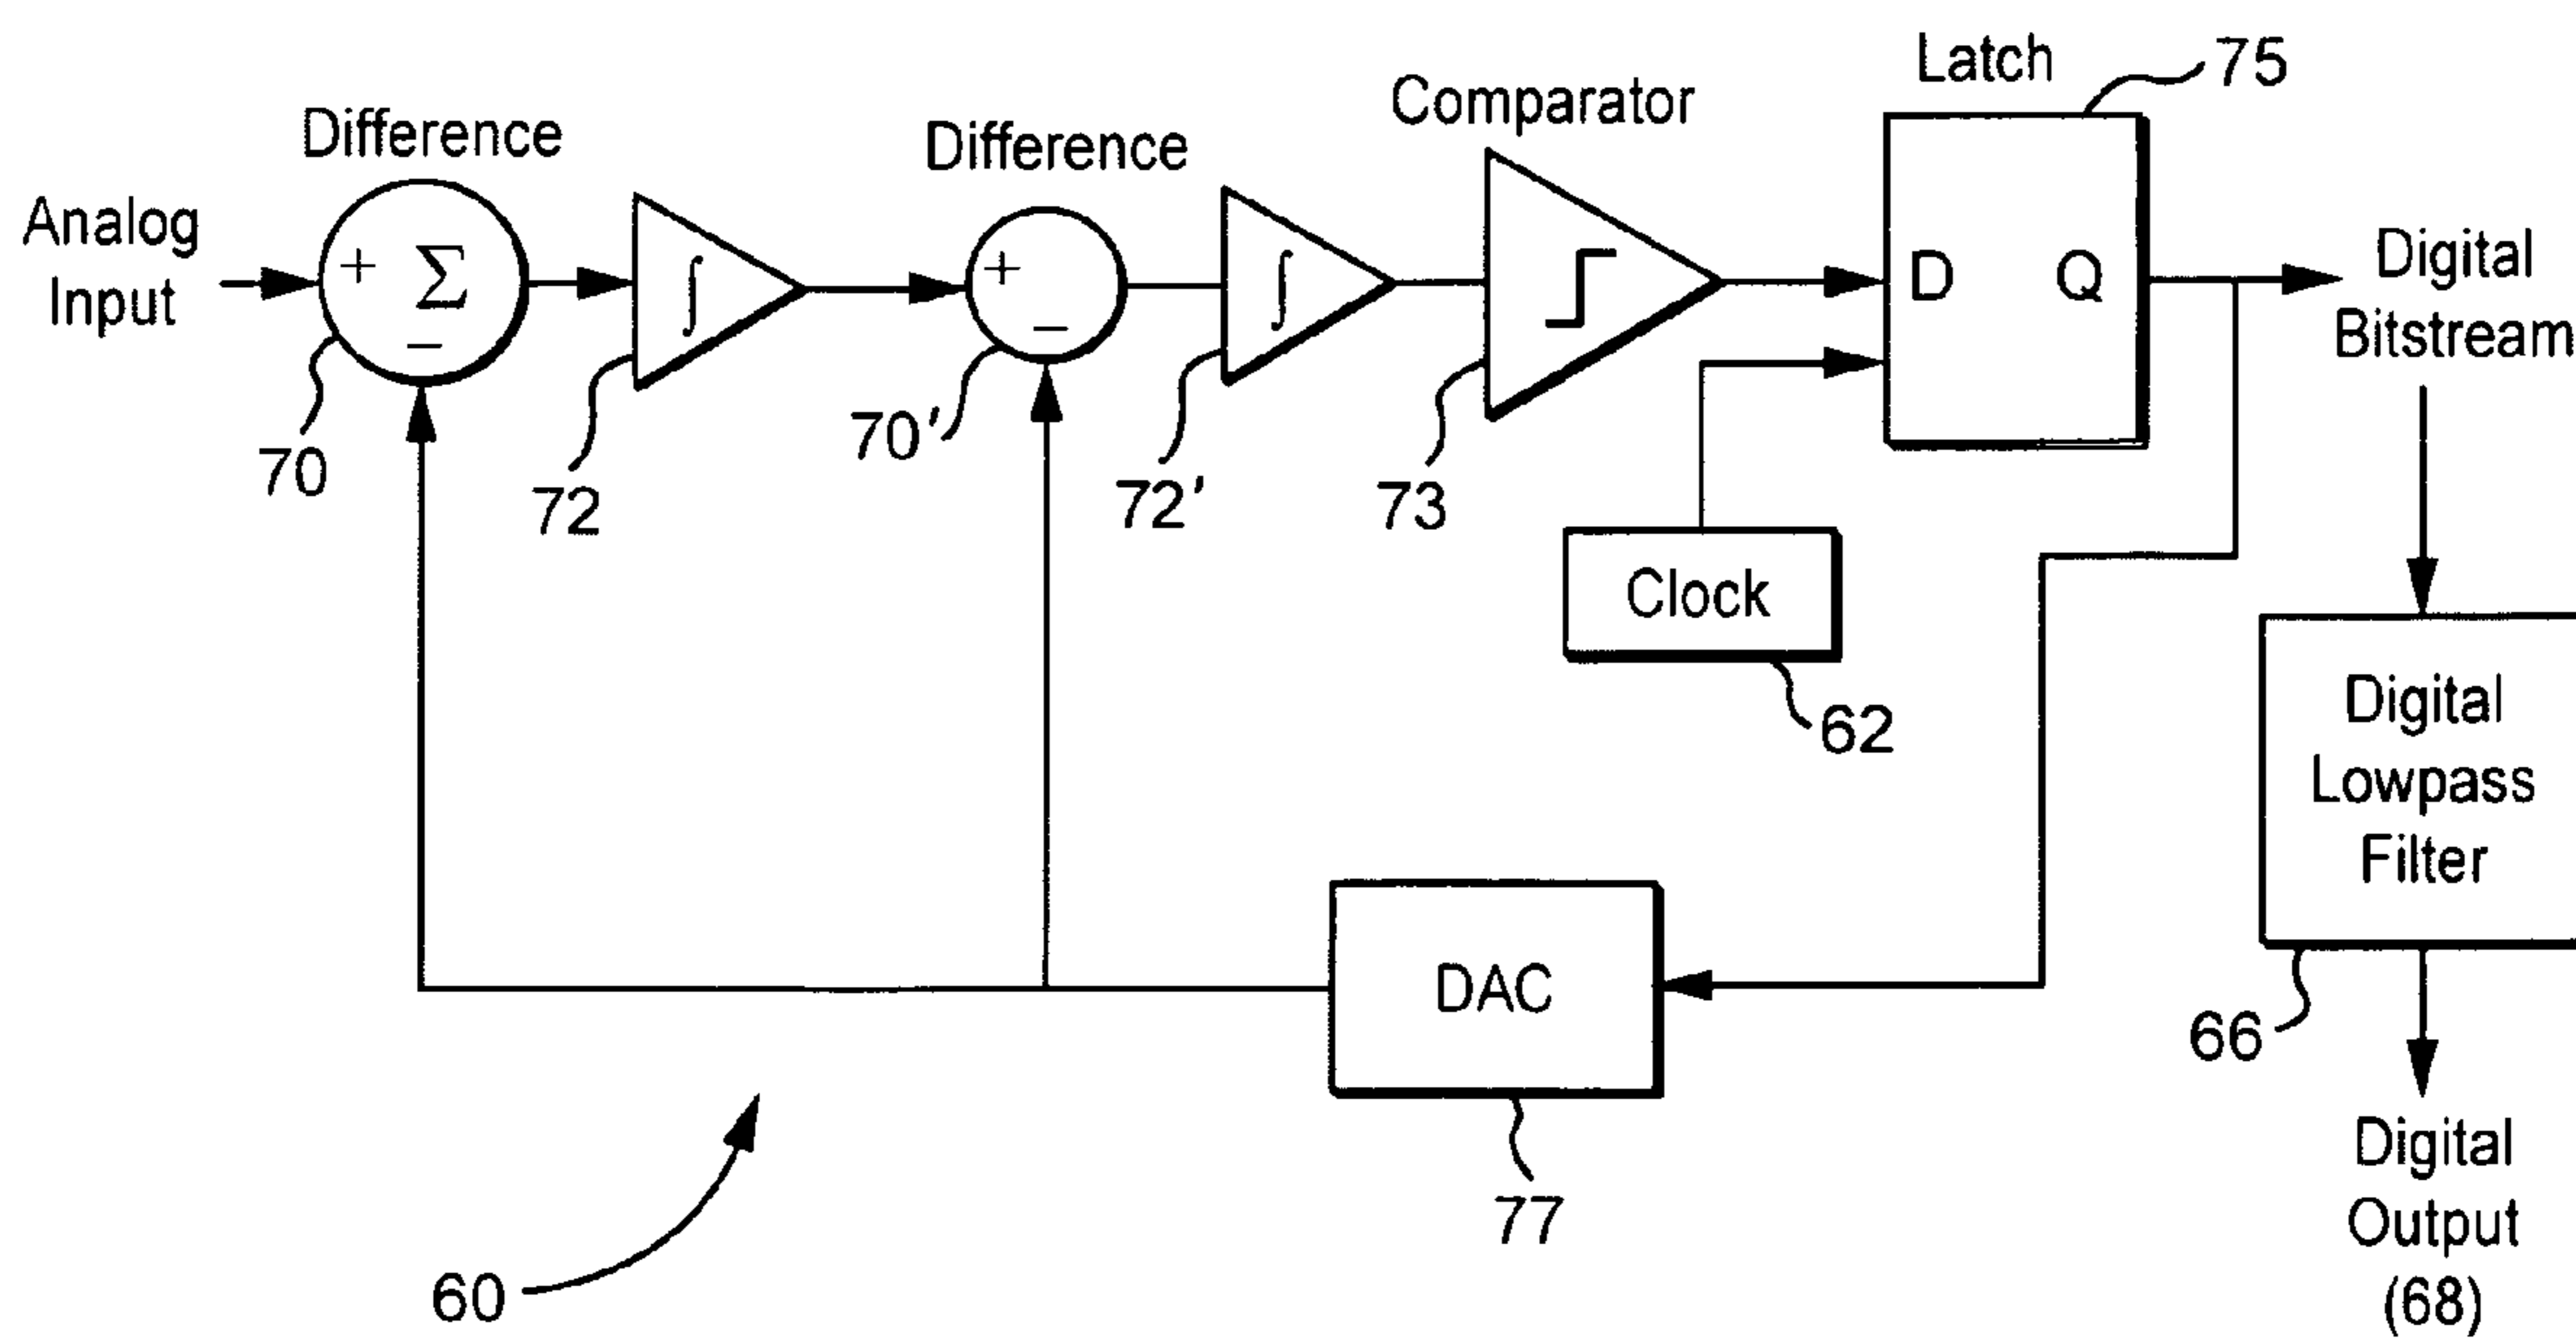 Latch
75
Comparator
Difference
Difference
Analog
Input
+ Σ
−
∫
+
−
∫
D Q
Digital
Bitstream
70
72
70'
72'
73
Clock
62
Digital
Lowpass
Filter
66
DAC
77
60
Digital
Output
(68)